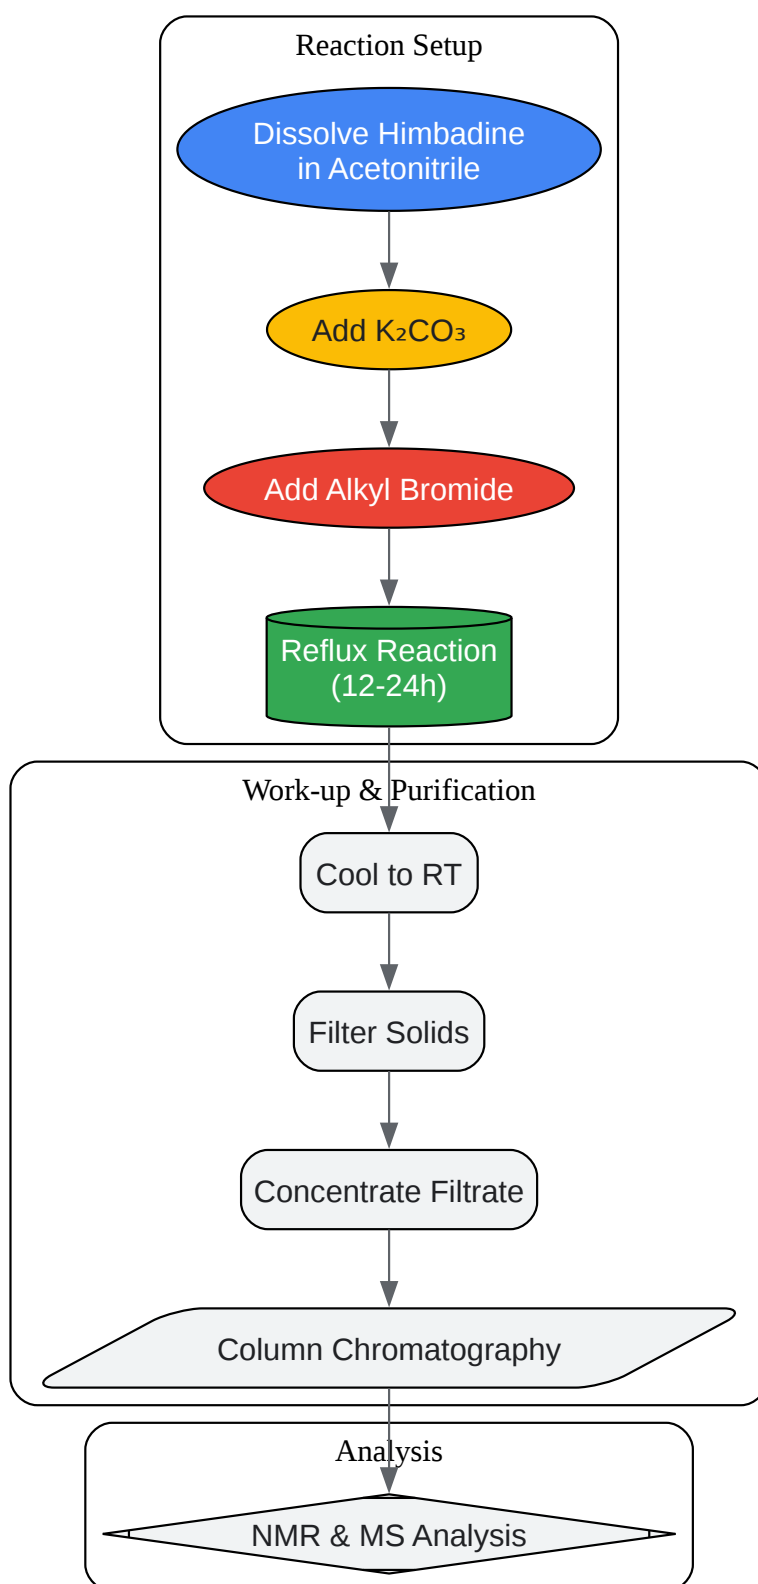 Reaction Setup
Dissolve Himbadine
in Acetonitrile
Add K₂CO₃
Add Alkyl Bromide
Reflux Reaction
(12-24h)
Work-up & Purification
Cool to RT
Filter Solids
Concentrate Filtrate
Column Chromatography
Analysis
NMR & MS Analysis